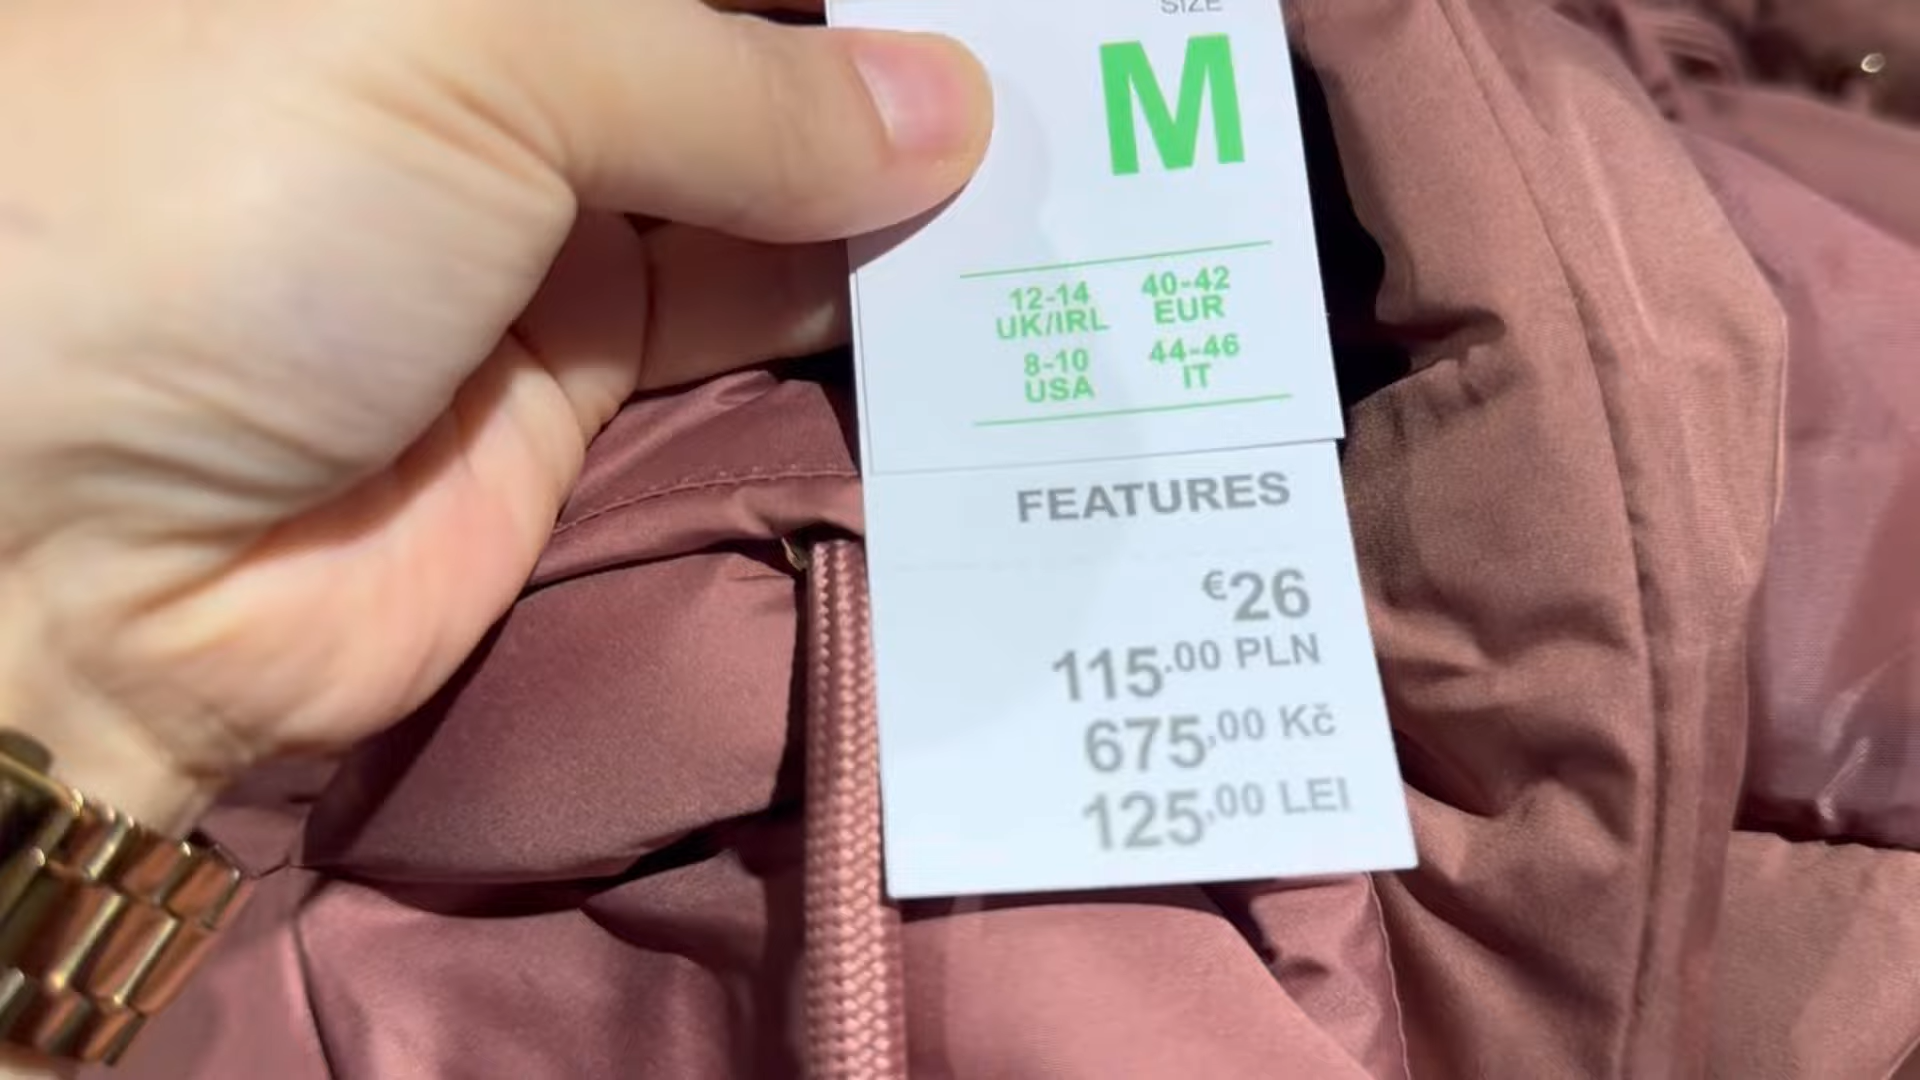 SIZE
M
12-14 40-42
UK/IRL EUR
8-10 44-46
USA IT
FEATURES
€26
115.00 PLN
675,00 Kč
125,00 LEI